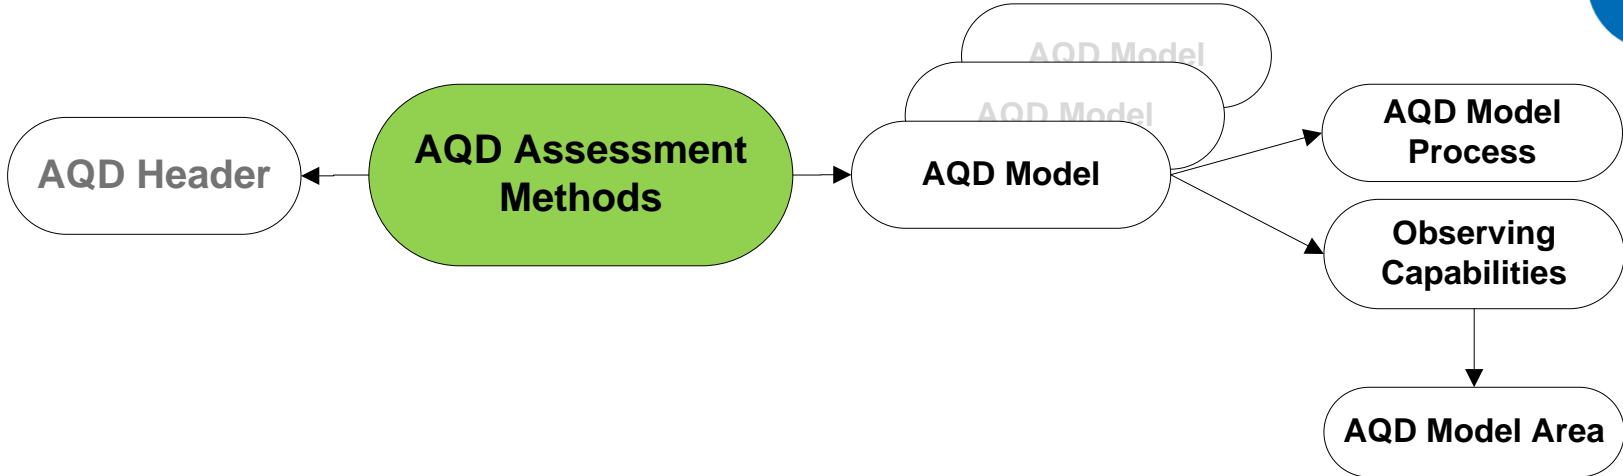 AQD Model
AQD Model
AQD Header
AQD Assessment
Methods
AQD Model
AQD Model
Process
Observing
Capabilities
AQD Model Area